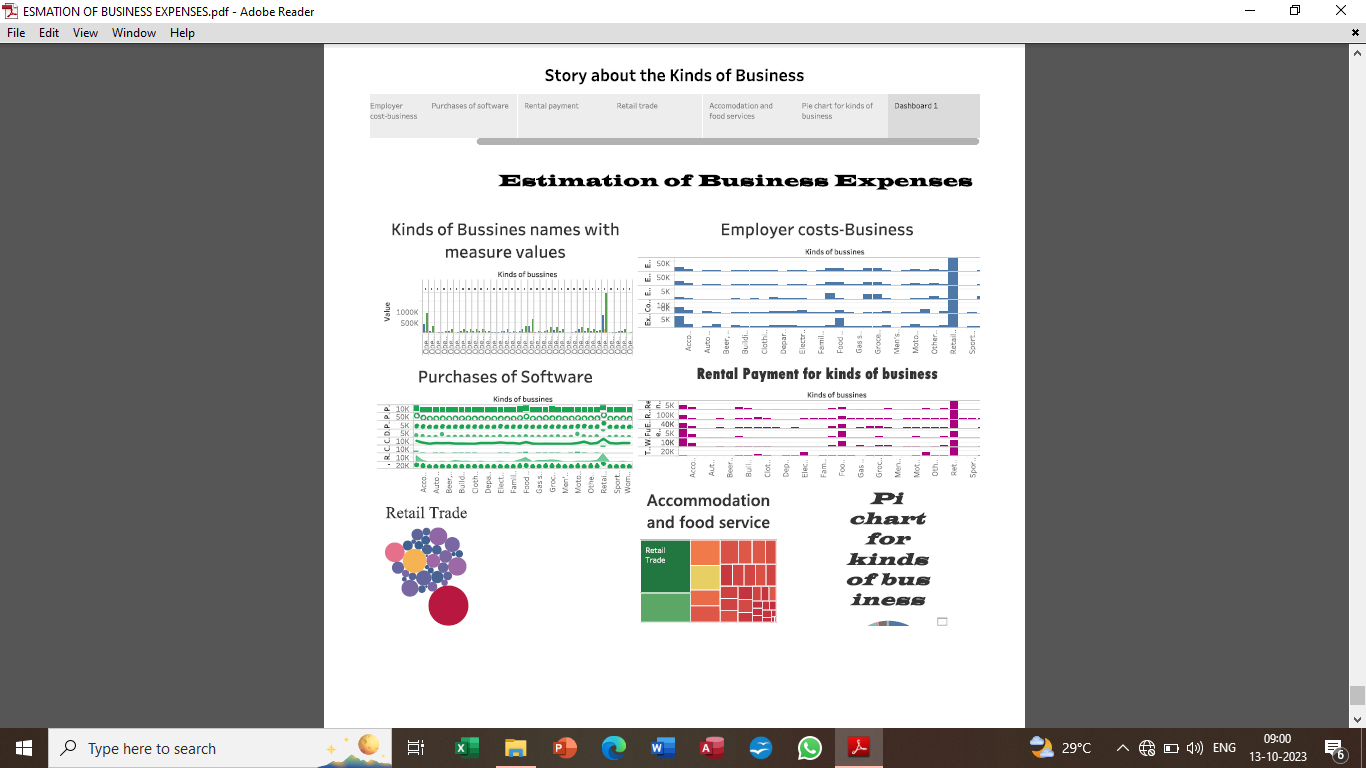 ESMATION OF BUSINESS EXPENSES.pdf - Adobe Reader
File Edit View Window Help
Story about the Kinds of Business
Employer cost-business
Purchases of software
Rental payment
Retail trade
Accomodation and food services
Pie chart for kinds of business
Dashboard 1
Estimation of Business Expenses
Kinds of Bussines names with
measure values
Kinds of bussines
Value
1000K
500K
Employer costs-Business
Kinds of bussines
E.. E.. E.. Co.. Ex..
50K
50K
5K
10K
5K
Acco.. Auto .. Beer, .. Buildi.. Clothi.. Depar.. Electr.. Famil.. Food .. Gas s.. Groce.. Men's.. Moto.. Other.. Retail.. Sport..
Purchases of Software
Kinds of bussines
10K
50K
5K
10K
10K
20K
Acco.. Auto .. Beer,.. Build.. Cloth.. Depa.. Elect.. Famil.. Food .. Gas s.. Groc.. Men'.. Moto.. Othe.. Retai.. Sport.. Wom..
Rental Payment for kinds of business
Kinds of bussines
5K
100K
40K
5K
10K
20K
Acco.. Aut.. Beer.. Buil.. Clot.. Dep.. Elec.. Fam.. Foo.. Gas .. Groc.. Men.. Mot.. Oth.. Ret.. Spor..
Retail Trade
Accommodation
and food service
Retail
Trade
Pi
chart
for
kinds
of bus
iness
Type here to search
29°C
ENG
09:00
13-10-2023
6